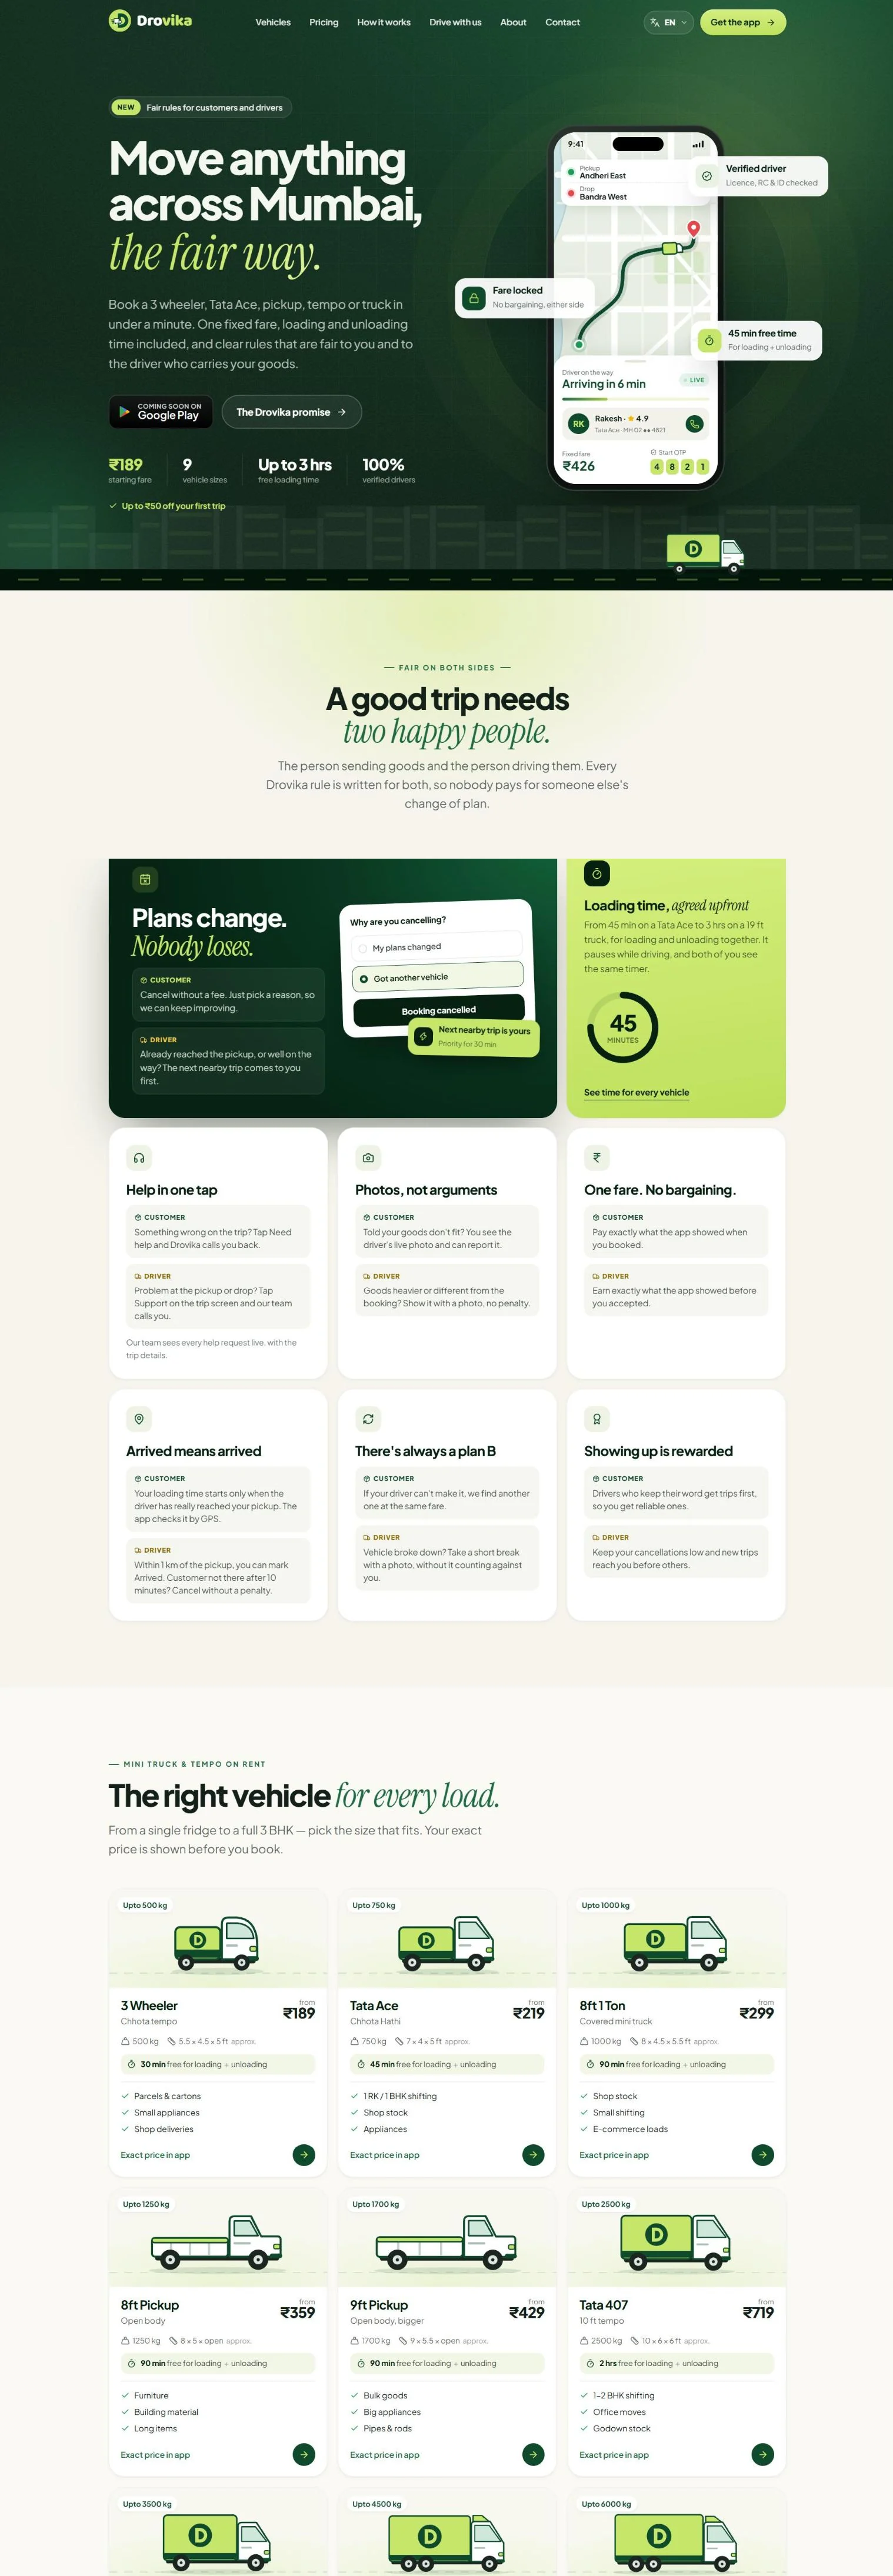 Drovika
Vehicles Pricing How it works Drive with us About Contact
EN
Get the app
NEW Fair rules for customers and drivers
Move anything
across Mumbai,
the fair way.
Book a 3 wheeler, Tata Ace, pickup, tempo or truck in
under a minute. One fixed fare, loading and unloading
time included, and clear rules that are fair to you and to
the driver who carries your goods.
COMING SOON ON
Google Play
The Drovika promise
₹189
starting fare
9
vehicle sizes
Up to 3 hrs
free loading time
100%
verified drivers
Up to ₹50 off your first trip
9:41
Pickup
Andheri East
Drop
Bandra West
Verified driver
Licence, RC & ID checked
Fare locked
No bargaining, either side
45 min free time
For loading + unloading
Driver on the way
Arriving in 6 min
LIVE
RK
Rakesh · ★ 4.9
Tata Ace · MH 02 •• 4821
Fixed fare
₹426
Start OTP
4 8 2 1
D
FAIR ON BOTH SIDES
A good trip needs
two happy people.
The person sending goods and the person driving them. Every
Drovika rule is written for both, so nobody pays for someone else's
change of plan.
Plans change.
Nobody loses.
CUSTOMER
Cancel without a fee. Just pick a reason, so
we can keep improving.
DRIVER
Already reached the pickup, or well on the
way? The next nearby trip comes to you
first.
Why are you cancelling?
My plans changed
Got another vehicle
Booking cancelled
Next nearby trip is yours
Priority for 30 min
Loading time, agreed upfront
From 45 min on a Tata Ace to 3 hrs on a 19 ft
truck, for loading and unloading together. It
pauses while driving, and both of you see
the same timer.
45
MINUTES
See time for every vehicle
Help in one tap
CUSTOMER
Something wrong on the trip? Tap Need
help and Drovika calls you back.
DRIVER
Problem at the pickup or drop? Tap
Support on the trip screen and our team
calls you.
Our team sees every help request live, with the
trip details.
Photos, not arguments
CUSTOMER
Told your goods don't fit? You see the
driver's live photo and can report it.
DRIVER
Goods heavier or different from the
booking? Show it with a photo, no penalty.
One fare. No bargaining.
CUSTOMER
Pay exactly what the app showed when
you booked.
DRIVER
Earn exactly what the app showed before
you accepted.
Arrived means arrived
CUSTOMER
Your loading time starts only when the
driver has really reached your pickup. The
app checks it by GPS.
DRIVER
Within 1 km of the pickup, you can mark
Arrived. Customer not there after 10
minutes? Cancel without a penalty.
There's always a plan B
CUSTOMER
If your driver can't make it, we find another
one at the same fare.
DRIVER
Vehicle broke down? Take a short break
with a photo, without it counting against
you.
Showing up is rewarded
CUSTOMER
Drivers who keep their word get trips first,
so you get reliable ones.
DRIVER
Keep your cancellations low and new trips
reach you before others.
MINI TRUCK & TEMPO ON RENT
The right vehicle for every load.
From a single fridge to a full 3 BHK — pick the size that fits. Your exact
price is shown before you book.
Upto 500 kg
D
3 Wheeler
Chhota tempo
from
₹189
500 kg 5.5 × 4.5 × 5 ft approx.
30 min free for loading + unloading
Parcels & cartons
Small appliances
Shop deliveries
Exact price in app
Upto 750 kg
D
Tata Ace
Chhota Hathi
from
₹219
750 kg 7 × 4 × 5 ft approx.
45 min free for loading + unloading
1 RK / 1 BHK shifting
Shop stock
Appliances
Exact price in app
Upto 1000 kg
D
8ft 1 Ton
Covered mini truck
from
₹299
1000 kg 8 × 4.5 × 5.5 ft approx.
90 min free for loading + unloading
Shop stock
Small shifting
E-commerce loads
Exact price in app
Upto 1250 kg
8ft Pickup
Open body
from
₹359
1250 kg 8 × 5 × open approx.
90 min free for loading + unloading
Furniture
Building material
Long items
Exact price in app
Upto 1700 kg
9ft Pickup
Open body, bigger
from
₹429
1700 kg 9 × 5.5 × open approx.
90 min free for loading + unloading
Bulk goods
Big appliances
Pipes & rods
Exact price in app
Upto 2500 kg
D
Tata 407
10 ft tempo
from
₹719
2500 kg 10 × 6 × 6 ft approx.
2 hrs free for loading + unloading
1–2 BHK shifting
Office moves
Godown stock
Exact price in app
Upto 3500 kg
D
Upto 4500 kg
D
Upto 6000 kg
D